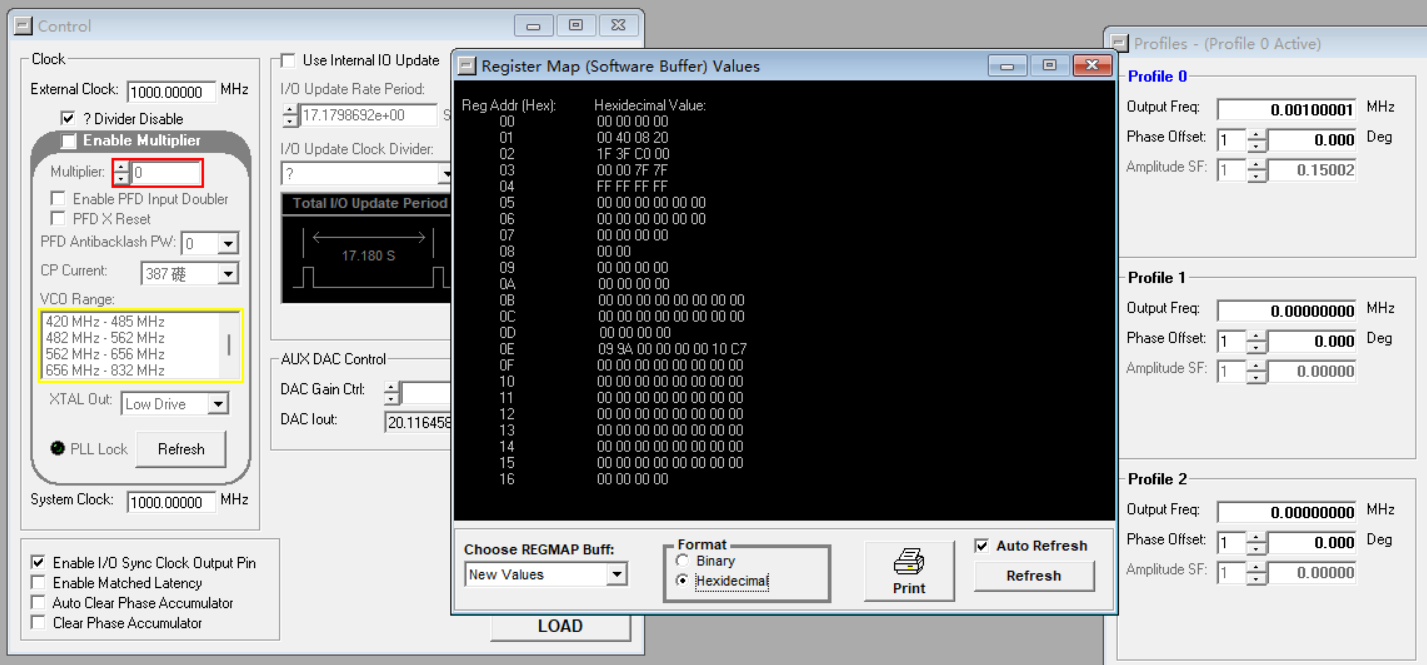 Control
Clock
External Clock: 1000.00000 MHz
? Divider Disable
Enable Multiplier
Multiplier: 0
Enable PFD Input Doubler
PFD X Reset
PFD Antibacklash PW: 0
CP Current: 387 礎
VCO Range:
420 MHz - 485 MHz
482 MHz - 562 MHz
562 MHz - 656 MHz
656 MHz - 832 MHz
XTAL Out: Low Drive
PLL Lock Refresh
System Clock: 1000.00000 MHz
Enable I/O Sync Clock Output Pin
Enable Matched Latency
Auto Clear Phase Accumulator
Clear Phase Accumulator
Use Internal IO Update
I/O Update Rate Period:
17.1798692e+00 S
I/O Update Clock Divider:
?
Total I/O Update Period
17.180 S
AUX DAC Control
DAC Gain Ctrl:
DAC Iout: 20.116458
LOAD
Register Map (Software Buffer) Values
Reg Addr (Hex): Hexidecimal Value:
00 00 00 00 00
01 00 40 08 20
02 1F 3F C0 00
03 00 00 7F 7F
04 FF FF FF FF
05 00 00 00 00 00 00
06 00 00 00 00 00 00
07 00 00 00 00
08 00 00
09 00 00 00 00
0A 00 00 00 00
0B 00 00 00 00 00 00 00 00
0C 00 00 00 00 00 00 00 00
0D 00 00 00 00
0E 09 9A 00 00 00 00 10 C7
0F 00 00 00 00 00 00 00 00
10 00 00 00 00 00 00 00 00
11 00 00 00 00 00 00 00 00
12 00 00 00 00 00 00 00 00
13 00 00 00 00 00 00 00 00
14 00 00 00 00 00 00 00 00
15 00 00 00 00 00 00 00 00
16 00 00 00 00
Choose REGMAP Buff:
New Values
Format
Binary
Hexidecimal
Print
Auto Refresh
Refresh
Profiles - (Profile 0 Active)
Profile 0
Output Freq: 0.00100001 MHz
Phase Offset: 1 0.000 Deg
Amplitude SF: 1 0.15002
Profile 1
Output Freq: 0.00000000 MHz
Phase Offset: 1 0.000 Deg
Amplitude SF: 1 0.00000
Profile 2
Output Freq: 0.00000000 MHz
Phase Offset: 1 0.000 Deg
Amplitude SF: 1 0.00000